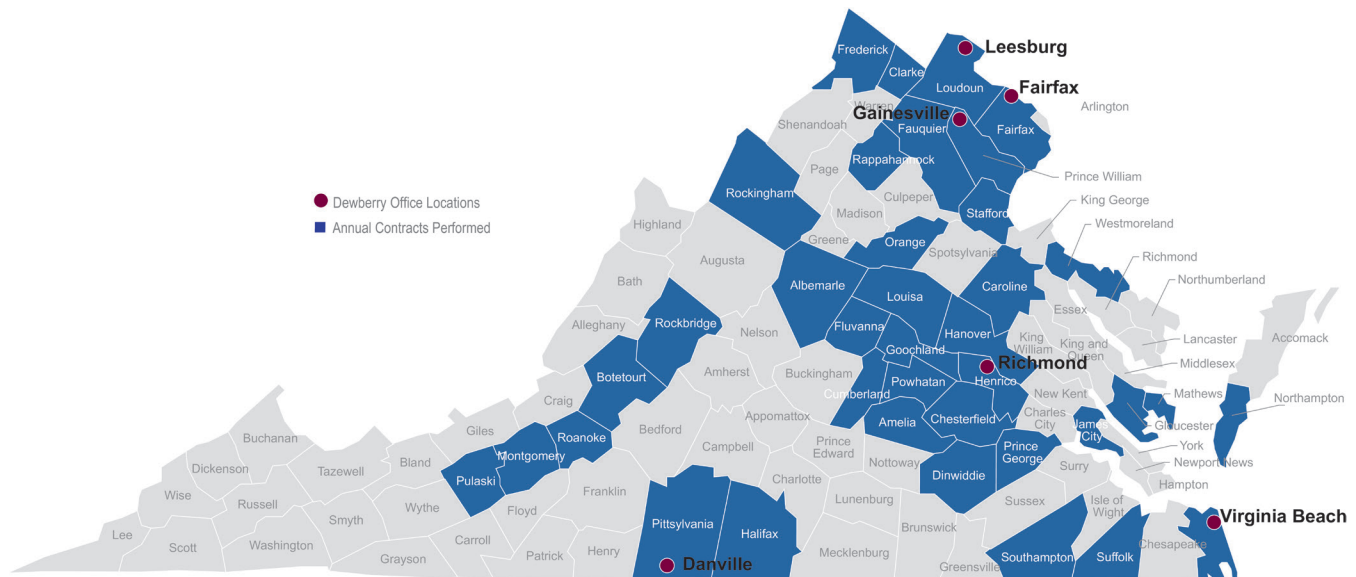 Leesburg
Frederick
Clarke
Loudoun
Fairfax
Arlington
Warren
Gainesville
Shenandoah
Fauquier
Fairfax
Rappahannock
Page
Prince William
Rockingham
Culpeper
King George
Dewberry Office Locations
Madison
Stafford
Westmoreland
Highland
Annual Contracts Performed
Greene
Orange
Spotsylvania
Richmond
Augusta
Northumberland
Bath
Albemarle
Caroline
Louisa
Essex
Alleghany
Rockbridge
Nelson
Fluvanna
Hanover
King
William
King and
Queen
Lancaster
Accomack
Goochland
Richmond
Middlesex
Botetourt
Amherst
Buckingham
Powhatan
Henrico
Cumberland
New Kent
Mathews
Northampton
Craig
Appomattox
Amelia
Chesterfield
Charles
City
James
City
Gloucester
Giles
Bedford
Roanoke
Buchanan
Campbell
Prince
Edward
Prince
George
York
Montgomery
Bland
Nottoway
Surry
Newport News
Dickenson
Tazewell
Pulaski
Charlotte
Dinwiddie
Hampton
Wise
Russell
Wythe
Franklin
Lunenburg
Sussex
Isle of
Wight
Floyd
Smyth
Pittsylvania
Halifax
Brunswick
Virginia Beach
Lee
Washington
Carroll
Chesapeake
Scott
Grayson
Patrick
Henry
Danville
Mecklenburg
Greensville
Southampton
Suffolk